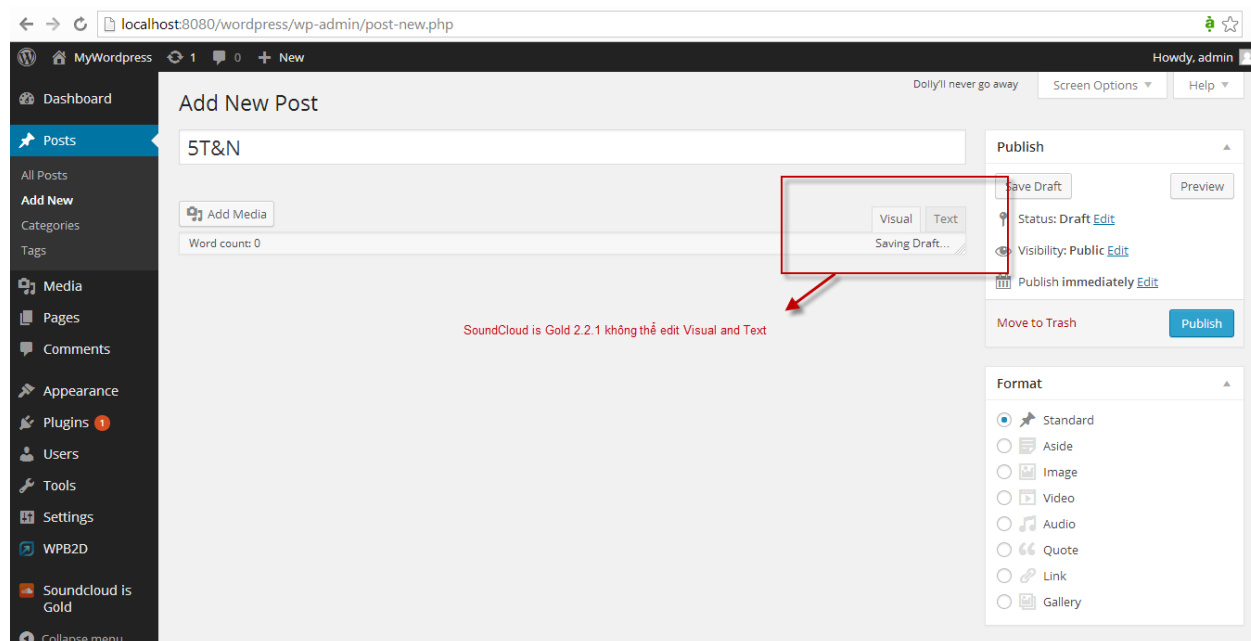 localhost:8080/wordpress/wp-admin/post-new.php
MyWordpress 1 0 + New Howdy, admin
Dashboard
Posts
All Posts
Add New
Categories
Tags
Media
Pages
Comments
Appearance
Plugins 1
Users
Tools
Settings
WPB2D
Soundcloud is
Gold
Collapse menu
Dolly'll never go away Screen Options Help
Add New Post
5T&N
Add Media
Visual Text
Word count: 0 Saving Draft...
SoundCloud is Gold 2.2.1 không thể edit Visual and Text
Publish
Save Draft Preview
Status: Draft Edit
Visibility: Public Edit
Publish immediately Edit
Move to Trash Publish
Format
Standard
Aside
Image
Video
Audio
Quote
Link
Gallery